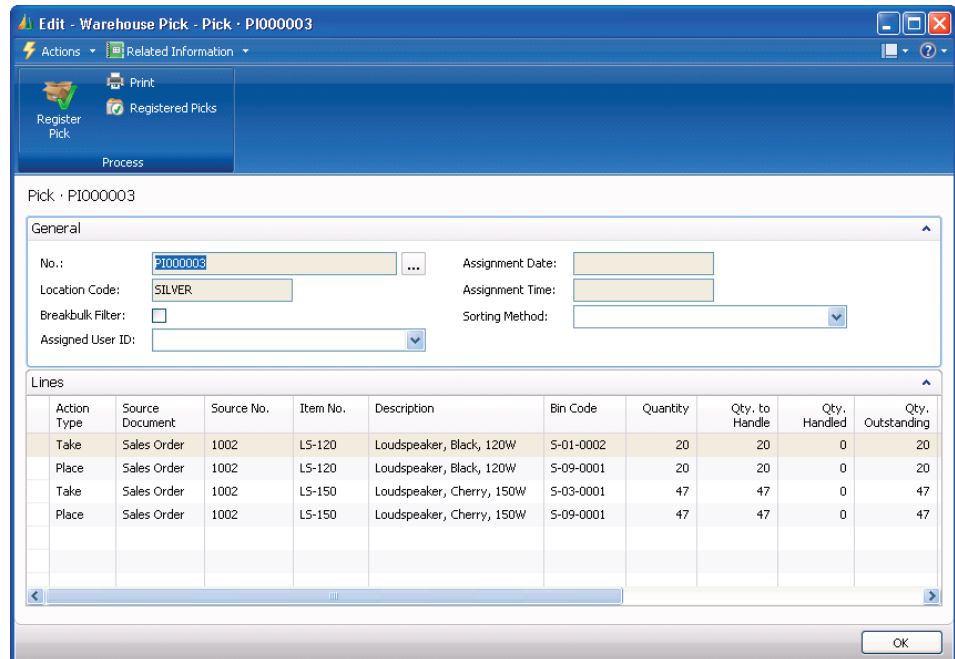 Edit - Warehouse Pick - Pick · PI000003
Actions Related Information
Register Pick
Print
Registered Picks
Process
Pick · PI000003
General
No.: PI000003 ... Assignment Date:
Location Code: SILVER Assignment Time:
Breakbulk Filter: Sorting Method:
Assigned User ID:
Lines
Action Type Source Document Source No. Item No. Description Bin Code Quantity Qty. to Handle Qty. Handled Qty. Outstanding
Take Sales Order 1002 LS-120 Loudspeaker, Black, 120W S-01-0002 20 20 0 20
Place Sales Order 1002 LS-120 Loudspeaker, Black, 120W S-09-0001 20 20 0 20
Take Sales Order 1002 LS-150 Loudspeaker, Cherry, 150W S-03-0001 47 47 0 47
Place Sales Order 1002 LS-150 Loudspeaker, Cherry, 150W S-09-0001 47 47 0 47
OK